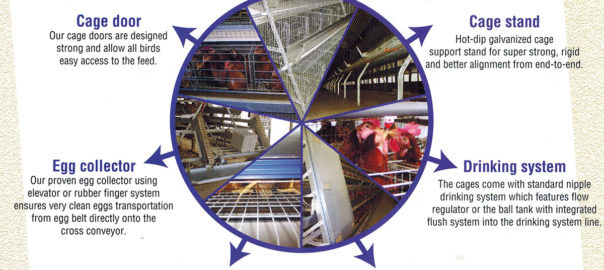 Cage door
Our cage doors are designed
strong and allow all birds
easy access to the feed.
Cage stand
Hot-dip galvanized cage
support stand for super strong, rigid
and better alignment from end-to-end.
Egg collector
Our proven egg collector using
elevator or rubber finger system
ensures very clean eggs transportation
from egg belt directly onto the
cross conveyor.
Drinking system
The cages come with standard nipple
drinking system which features flow
regulator or the ball tank with integrated
flush system into the drinking system line.